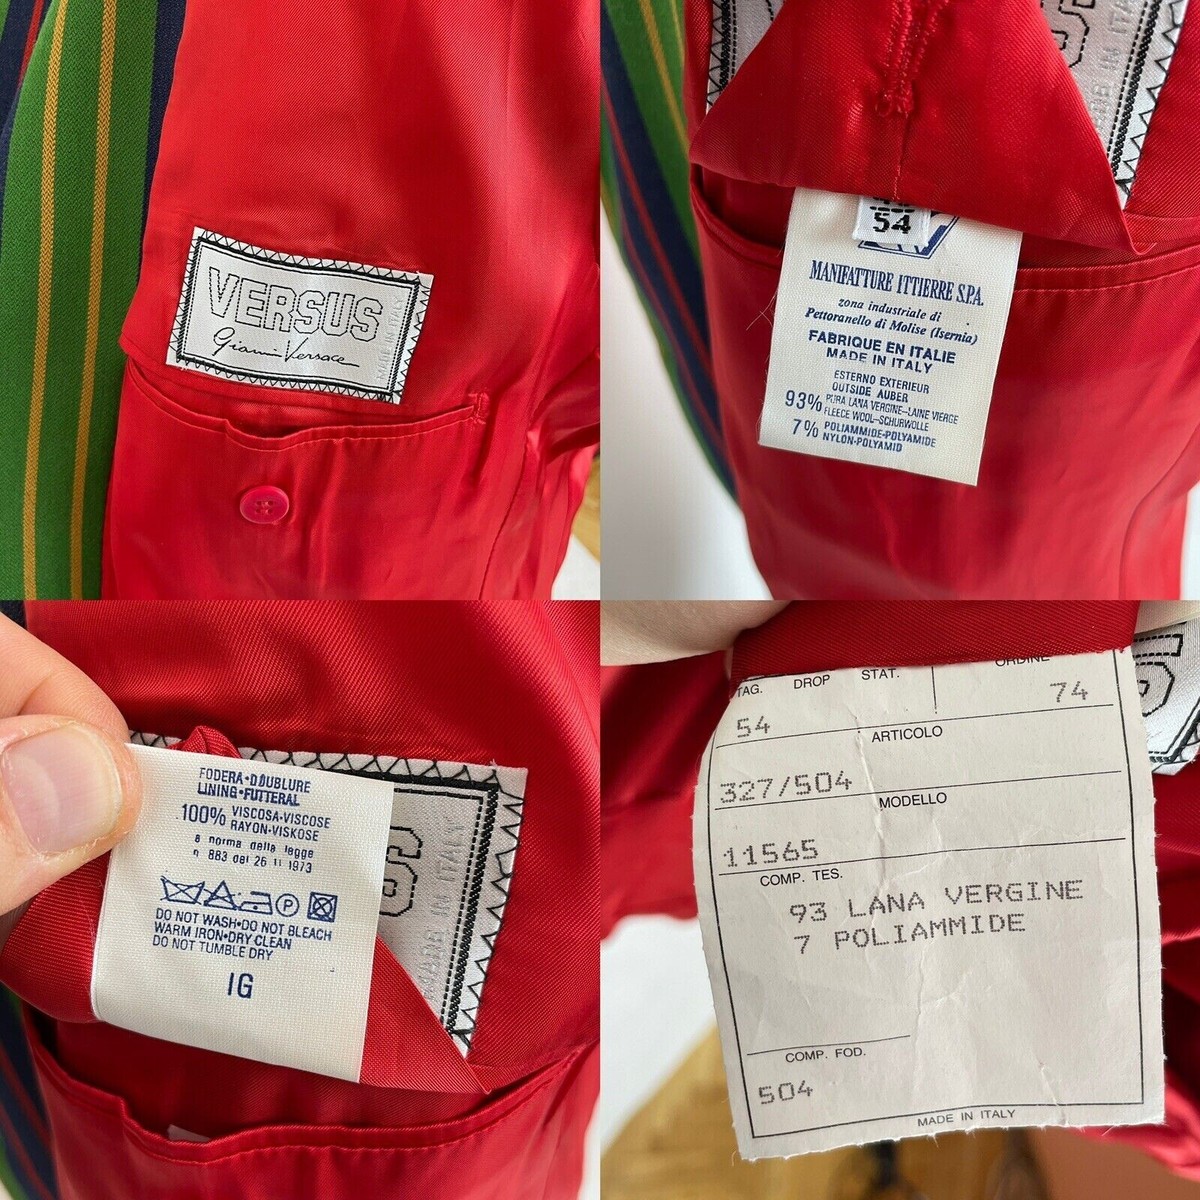 VERSUS
Gianni Versace
MADE IN ITALY
MADE IN ITALY
54
MANIFATTURE ITTIERRE S.P.A.
zona industriale di
Pettoranello di Molise (Isernia)
FABRIQUE EN ITALIE
MADE IN ITALY
ESTERNO EXTERIEUR
OUTSIDE AUBER
93% PURA LANA VERGINE-LAINE VIERGE
FLEECE WOOL-SCHURWOLLE
7% POLIAMMIDE-POLYAMIDE
NYLON-POLYAMID
FODERA•DOUBLURE
LINING•FUTTERAL
100% VISCOSA-VISCOSE
RAYON-VISKOSE
a norma della legge
n. 883 del 26 11 1973
P
DO NOT WASH•DO NOT BLEACH
WARM IRON•DRY CLEAN
DO NOT TUMBLE DRY
IG
S
MADE IN ITALY
TAG. DROP STAT. ORDINE
54 74
ARTICOLO
327/504
MODELLO
11565
COMP. TES.
93 LANA VERGINE
7 POLIAMMIDE
COMP. FOD.
504
MADE IN ITALY
S